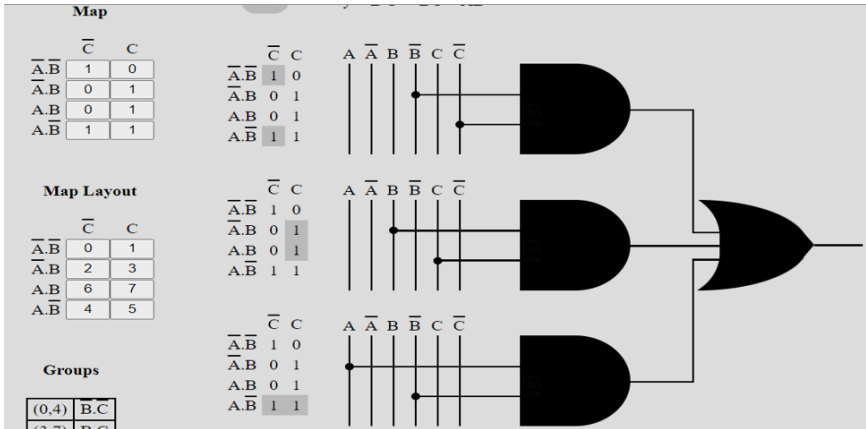 Map
C̅ C
A̅.B̅ 1 0
A̅.B 0 1
A.B 0 1
A.B̅ 1 1
Map Layout
C̅ C
A̅.B̅ 0 1
A̅.B 2 3
A.B 6 7
A.B̅ 4 5
Groups
(0,4) B̅.C̅
(3,7) B.C
C̅ C
A̅.B̅ 1 0
A̅.B 0 1
A.B 0 1
A.B̅ 1 1
A A̅ B B̅ C C̅
C̅ C
A̅.B̅ 1 0
A̅.B 0 1
A.B 0 1
A.B̅ 1 1
A A̅ B B̅ C C̅
C̅ C
A̅.B̅ 1 0
A̅.B 0 1
A.B 0 1
A.B̅ 1 1
A A̅ B B̅ C C̅